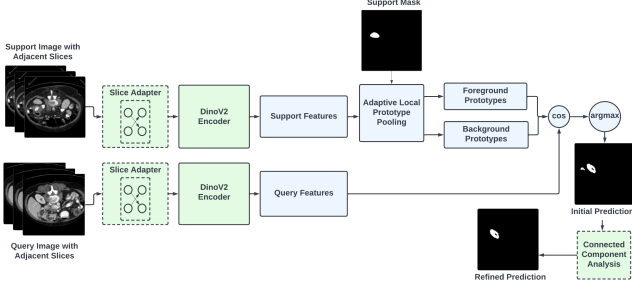 Support Mask
Support Image with
Adjacent Slices
Slice Adapter
DinoV2
Encoder
Support Features
Adaptive Local
Prototype
Pooling
Foreground
Prototypes
Background
Prototypes
cos
argmax
Slice Adapter
DinoV2
Encoder
Query Features
Query Image with
Adjacent Slices
Initial Prediction
Connected
Component
Analysis
Refined Prediction